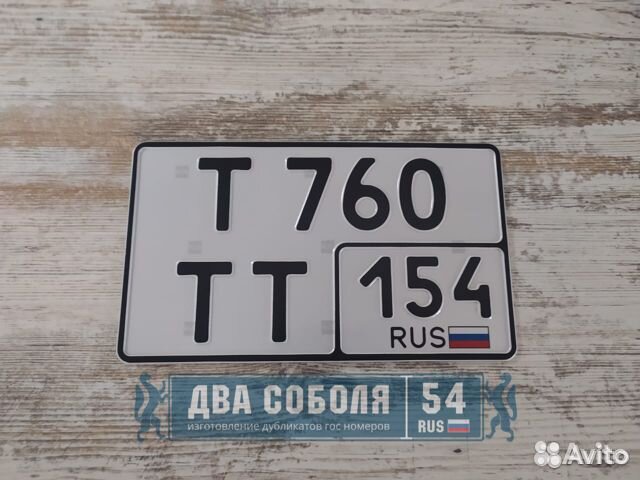 Т 760
ТТ 154
RUS
ДВА СОБОЛЯ 54
изготовление дубликатов гос номеров RUS
Avito